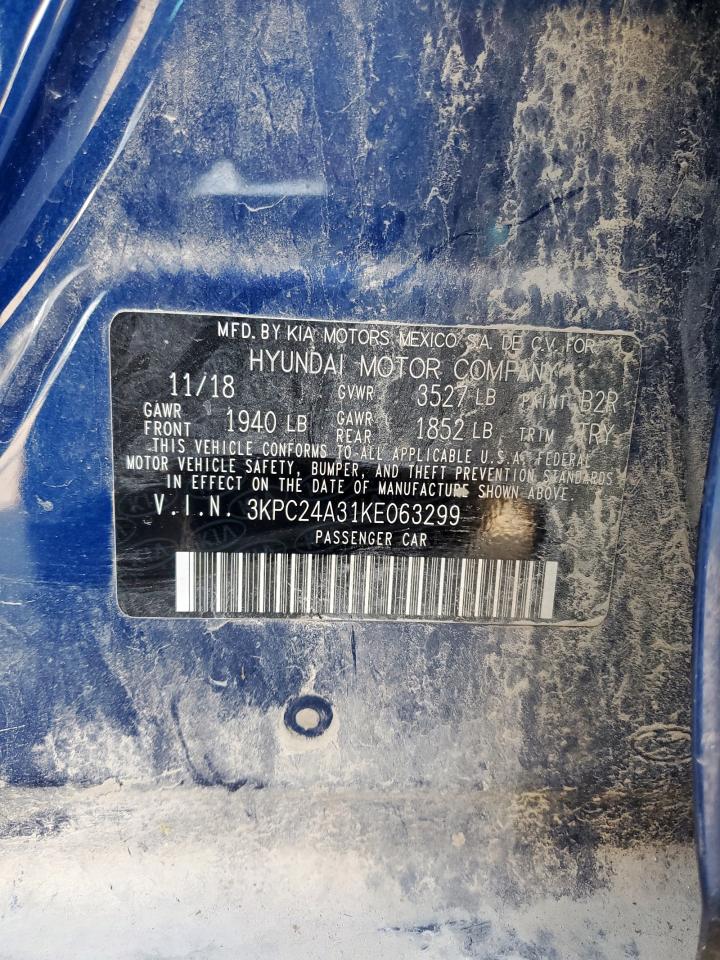 MFD. BY KIA MOTORS MEXICO S.A. DE C.V. FOR
HYUNDAI MOTOR COMPANY
11/18 GVWR 3527 LB PAINT B2R
GAWR FRONT 1940 LB GAWR REAR 1852 LB TRIM TRY
THIS VEHICLE CONFORMS TO ALL APPLICABLE U.S.A. FEDERAL
MOTOR VEHICLE SAFETY, BUMPER, AND THEFT PREVENTION STANDARDS
IN EFFECT ON THE DATE OF MANUFACTURE SHOWN ABOVE.
V.I.N. 3KPC24A31KE063299
PASSENGER CAR